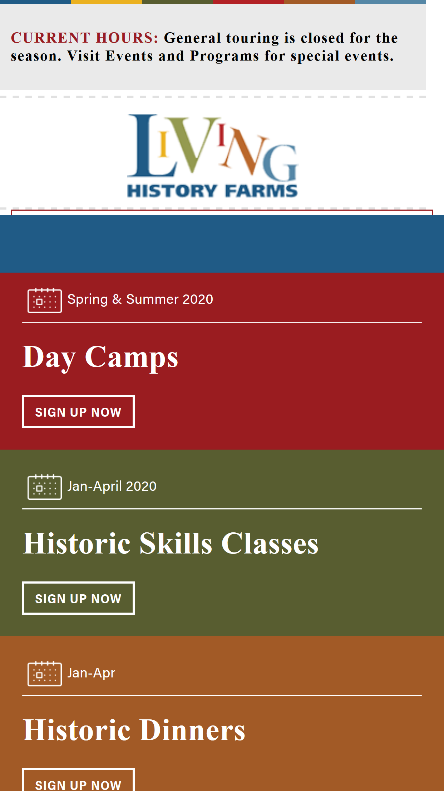 CURRENT HOURS: General touring is closed for the
season. Visit Events and Programs for special events.
LIVING
HISTORY FARMS
Spring & Summer 2020
Day Camps
SIGN UP NOW
Jan-April 2020
Historic Skills Classes
SIGN UP NOW
Jan-Apr
Historic Dinners
SIGN UP NOW